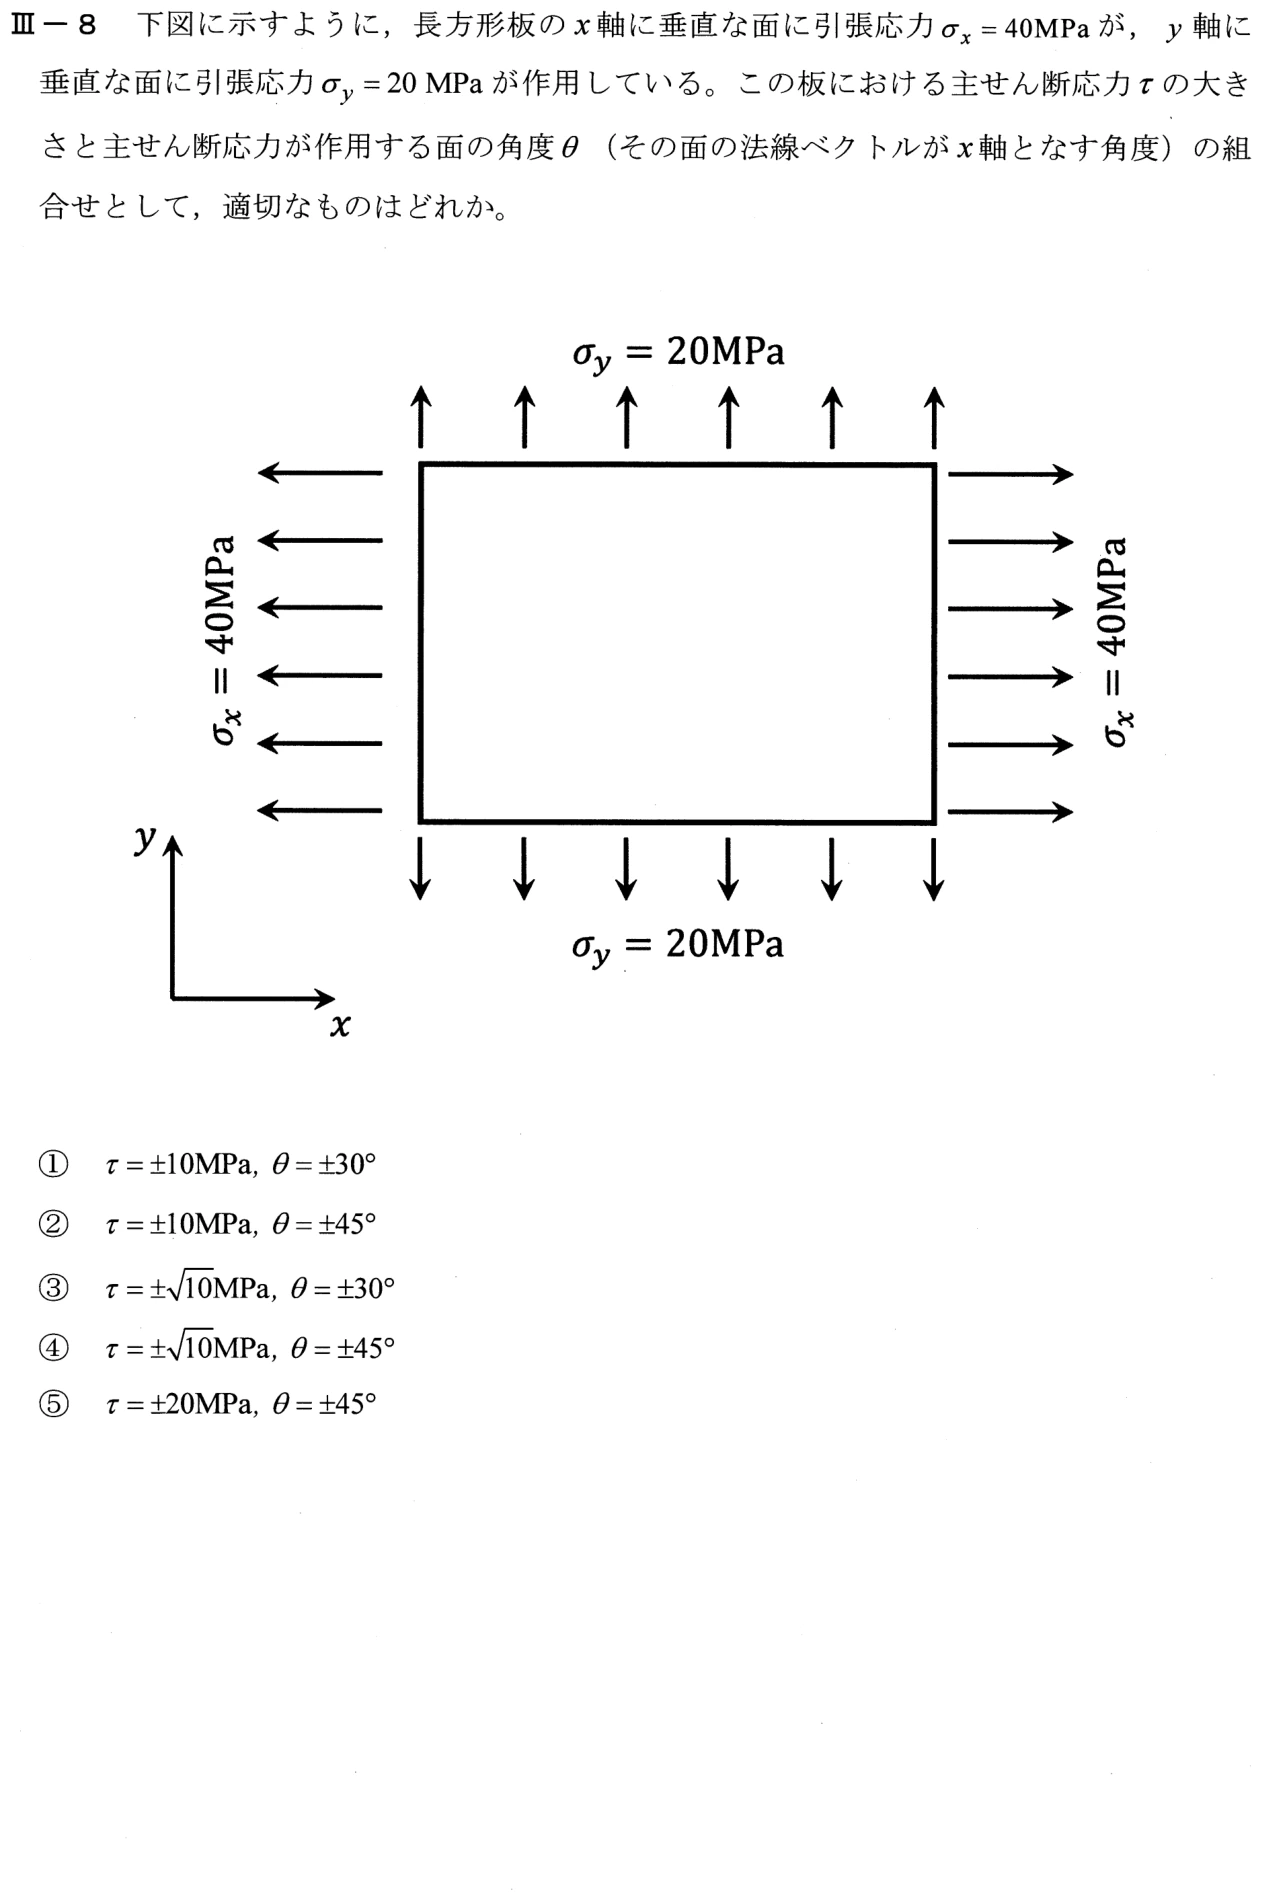 Ⅲ－8 下図に示すように，長方形板のx軸に垂直な面に引張応力σx = 40MPaが，y軸に
垂直な面に引張応力σy = 20 MPaが作用している。この板における主せん断応力τの大き
さと主せん断応力が作用する面の角度θ（その面の法線ベクトルがx軸となす角度）の組
合せとして，適切なものはどれか。
σy = 20MPa
σx = 40MPa
σx = 40MPa
y
σy = 20MPa
x
① τ = ±10MPa, θ = ±30°
② τ = ±10MPa, θ = ±45°
③ τ = ±√10MPa, θ = ±30°
④ τ = ±√10MPa, θ = ±45°
⑤ τ = ±20MPa, θ = ±45°